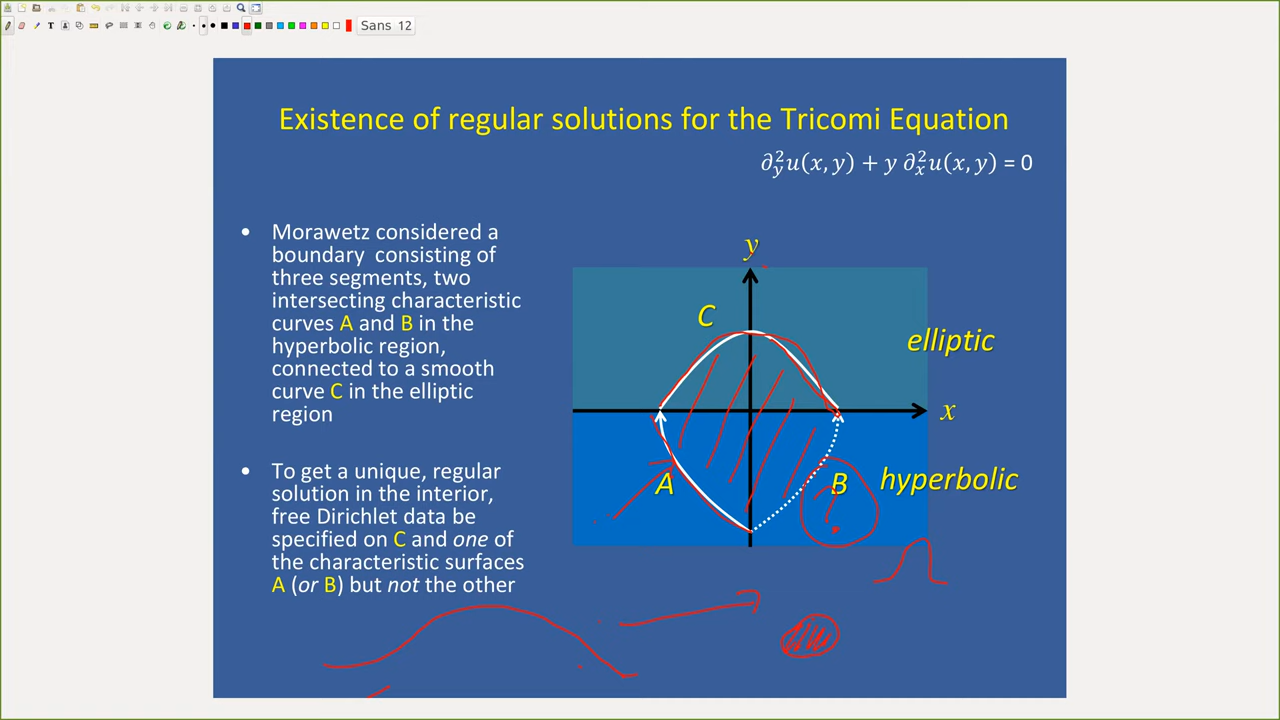 Sans 12
Existence of regular solutions for the Tricomi Equation
∂²_y u(x, y) + y ∂²_x u(x, y) = 0
• Morawetz considered a
boundary consisting of
three segments, two
intersecting characteristic
curves A and B in the
hyperbolic region,
connected to a smooth
curve C in the elliptic
region
• To get a unique, regular
solution in the interior,
free Dirichlet data be
specified on C and one of
the characteristic surfaces
A (or B) but not the other
y
C
elliptic
x
A
B
hyperbolic
?